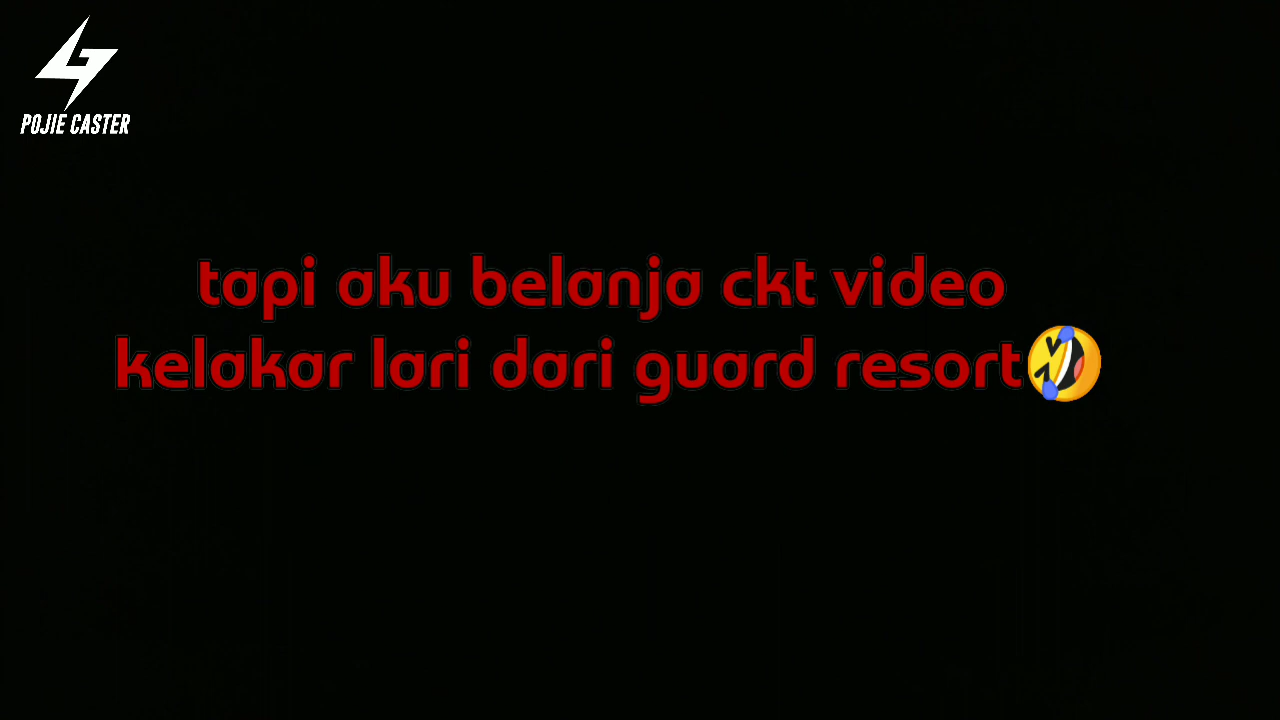 POJIE CASTER
tapi aku belanja ckt video
kelakar lari dari guard resort🤣